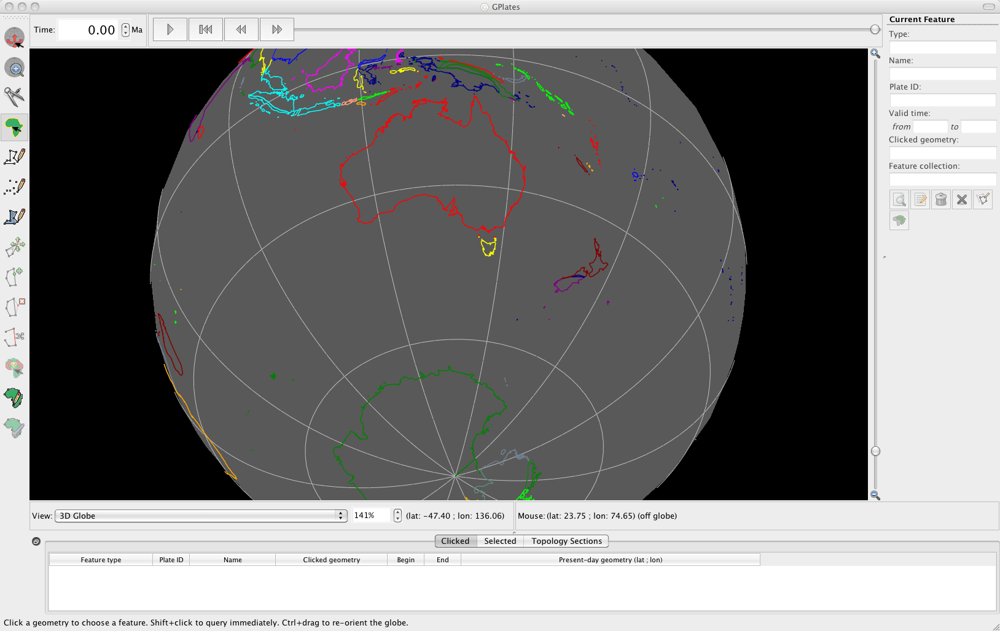 GPlates
Time: 0.00 Ma
Current Feature
Type:
Name:
Plate ID:
Valid time:
from to
Clicked geometry:
Feature collection:
View: 3D Globe 141% (lat: -47.40 ; lon: 136.06) Mouse: (lat: 23.75 ; lon: 74.65) (off globe)
Clicked Selected Topology Sections
Feature type Plate ID Name Clicked geometry Begin End Present-day geometry (lat ; lon)
Click a geometry to choose a feature. Shift+click to query immediately. Ctrl+drag to re-orient the globe.